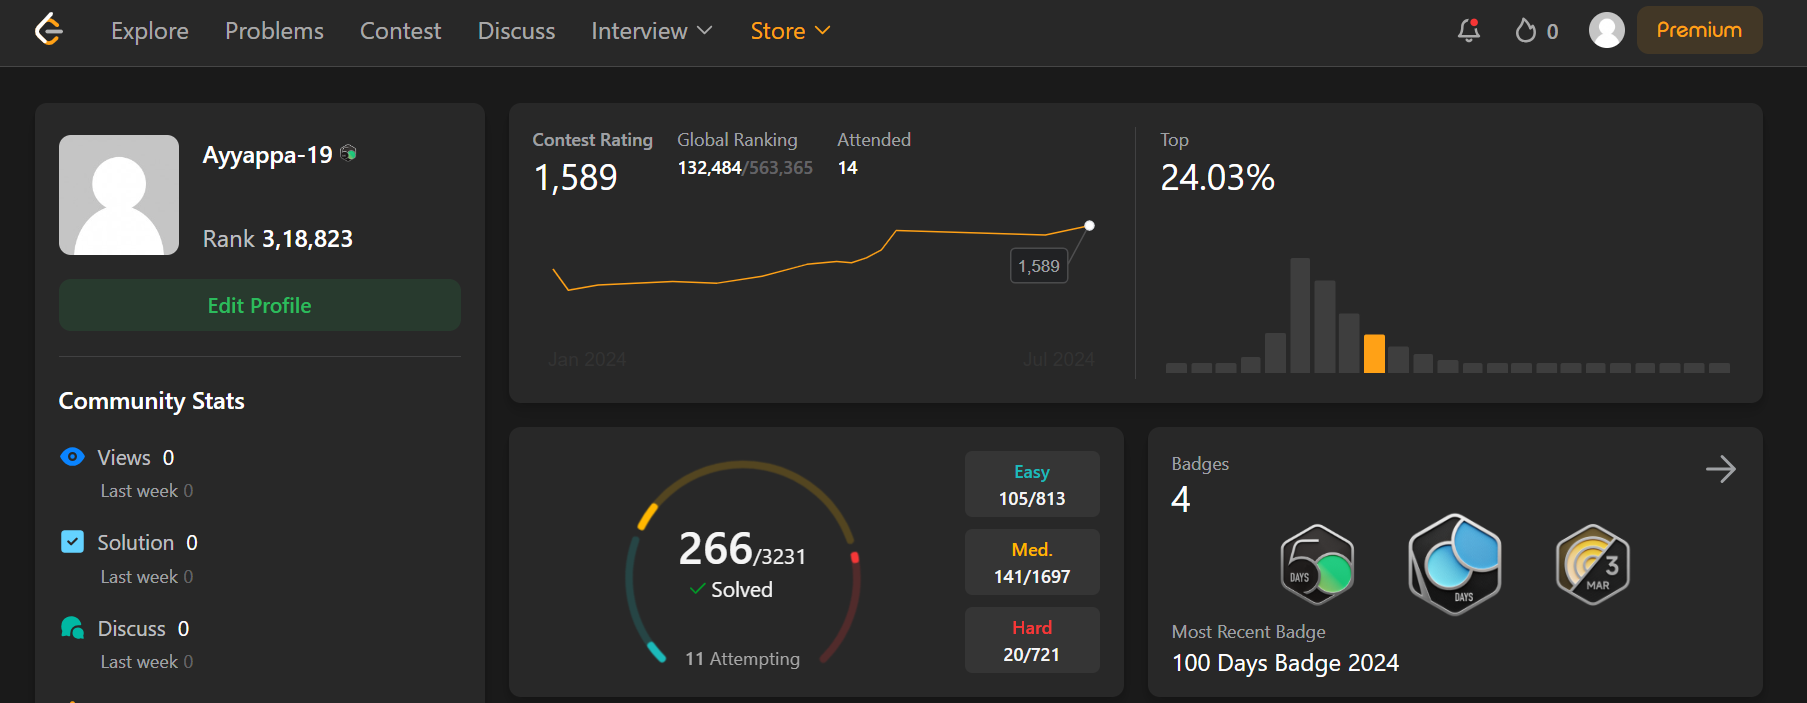 Explore Problems Contest Discuss Interview Store 0 Premium
Ayyappa-19
Rank 3,18,823
Edit Profile
Community Stats
Views 0
Last week 0
Solution 0
Last week 0
Discuss 0
Last week 0
Contest Rating
1,589
Global Ranking
132,484/563,365
Attended
14
1,589
Jan 2024
Jul 2024
Top
24.03%
266/3231
Solved
11 Attempting
Easy
105/813
Med.
141/1697
Hard
20/721
Badges
4
50
DAYS
DAYS
3
MAR
Most Recent Badge
100 Days Badge 2024